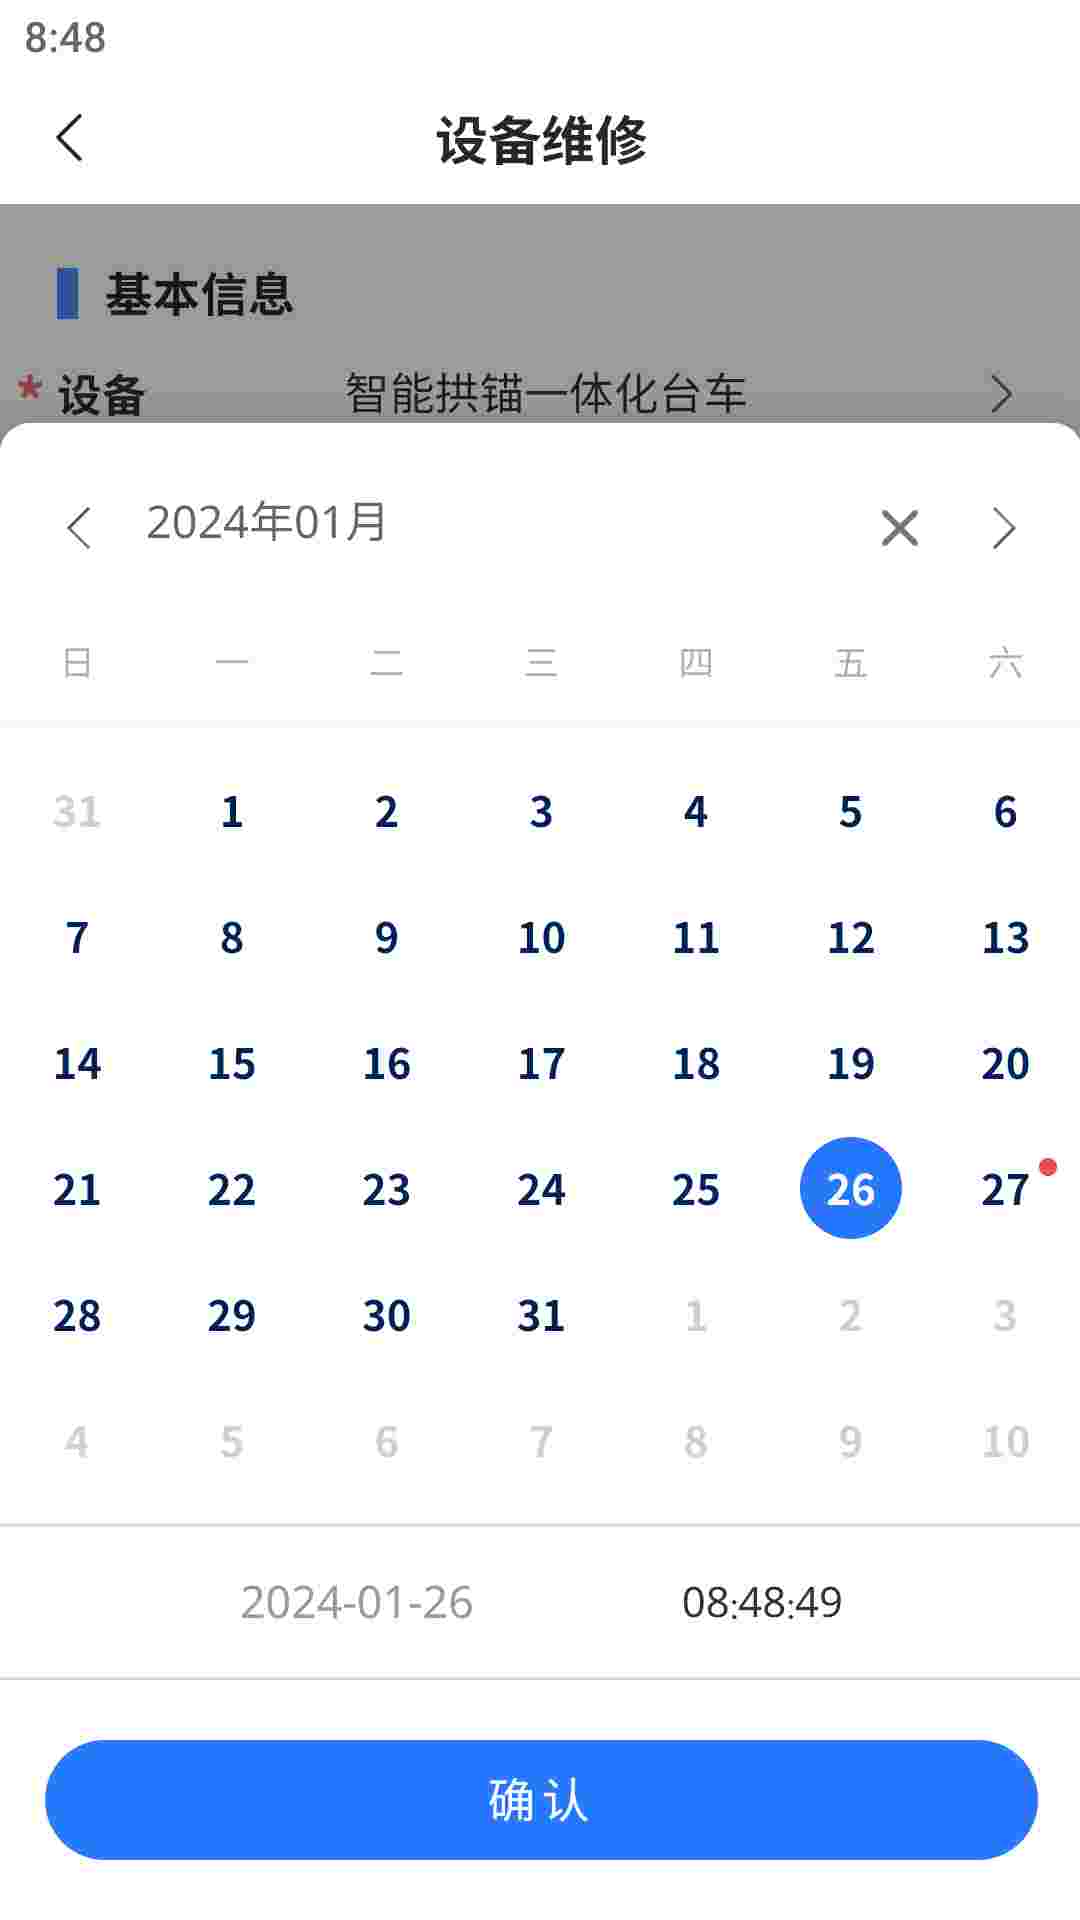 8:48
设备维修
基本信息
* 设备 智能拱锚一体化台车
2024年01月
日 一 二 三 四 五 六
31 1 2 3 4 5 6
7 8 9 10 11 12 13
14 15 16 17 18 19 20
21 22 23 24 25 26 27
28 29 30 31 1 2 3
4 5 6 7 8 9 10
2024-01-26 08:48:49
确认